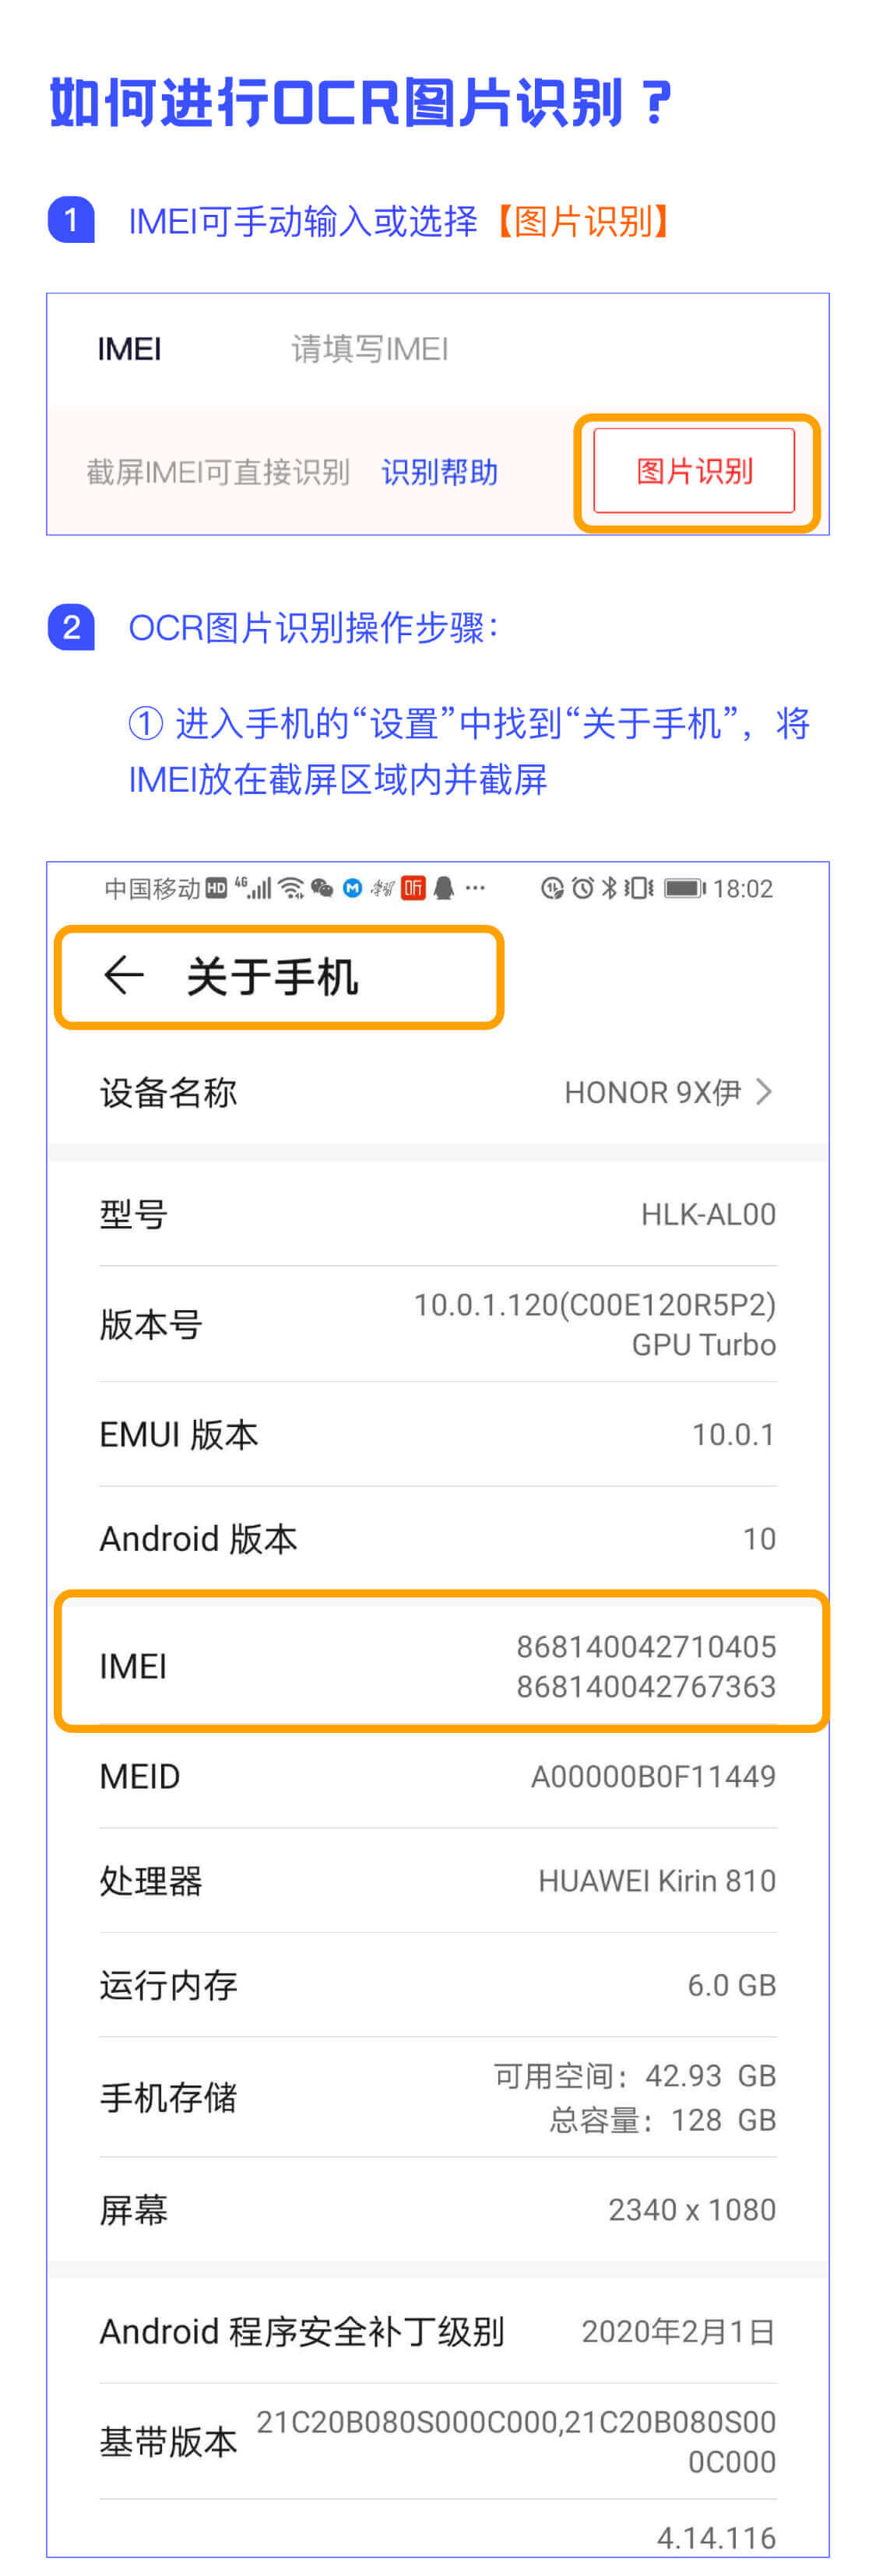 如何进行OCR图片识别？
1 IMEI可手动输入或选择【图片识别】
IMEI 请填写IMEI
截屏IMEI可直接识别 识别帮助 图片识别
2 OCR图片识别操作步骤：
① 进入手机的“设置”中找到“关于手机”，将
IMEI放在截屏区域内并截屏
中国移动 HD 4G 听 ··· 18:02
← 关于手机
设备名称 HONOR 9X伊
型号 HLK-AL00
版本号 10.0.1.120(C00E120R5P2)
GPU Turbo
EMUI 版本 10.0.1
Android 版本 10
IMEI 868140042710405
868140042767363
MEID A00000B0F11449
处理器 HUAWEI Kirin 810
运行内存 6.0 GB
手机存储 可用空间：42.93 GB
总容量：128 GB
屏幕 2340 x 1080
Android 程序安全补丁级别 2020年2月1日
基带版本 21C20B080S000C000,21C20B080S00
0C000
4.14.116